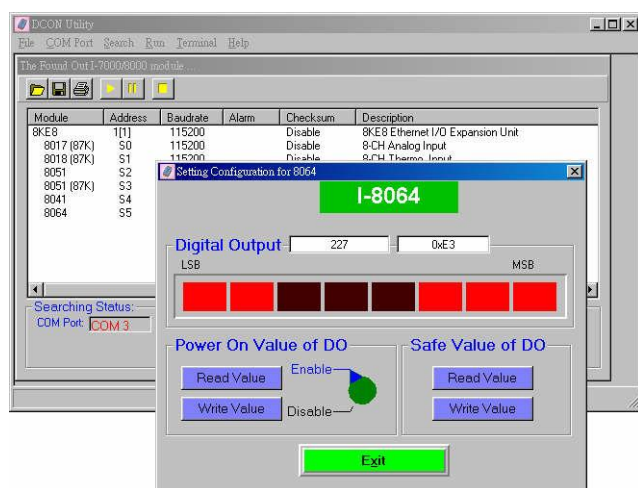 DCON Utility
File COM Port Search Run Terminal Help
The Found Out I-7000/8000 module ...
Module Address Baudrate Alarm Checksum Description
8KE8 1[1] 115200 Disable 8KE8 Ethernet I/O Expansion Unit
8017 (87K) S0 115200 Disable 8-CH Analog Input
8018 (87K) S1 115200 Disable 8-CH Thermo. Input
8051 S2
8051 (87K) S3
8041 S4
8064 S5
Searching Status:
COM Port: COM 3
Setting Configuration for 8064
I-8064
Digital Output 227 0xE3
LSB MSB
Power On Value of DO Safe Value of DO
Read Value Enable Read Value
Write Value Disable Write Value
Exit